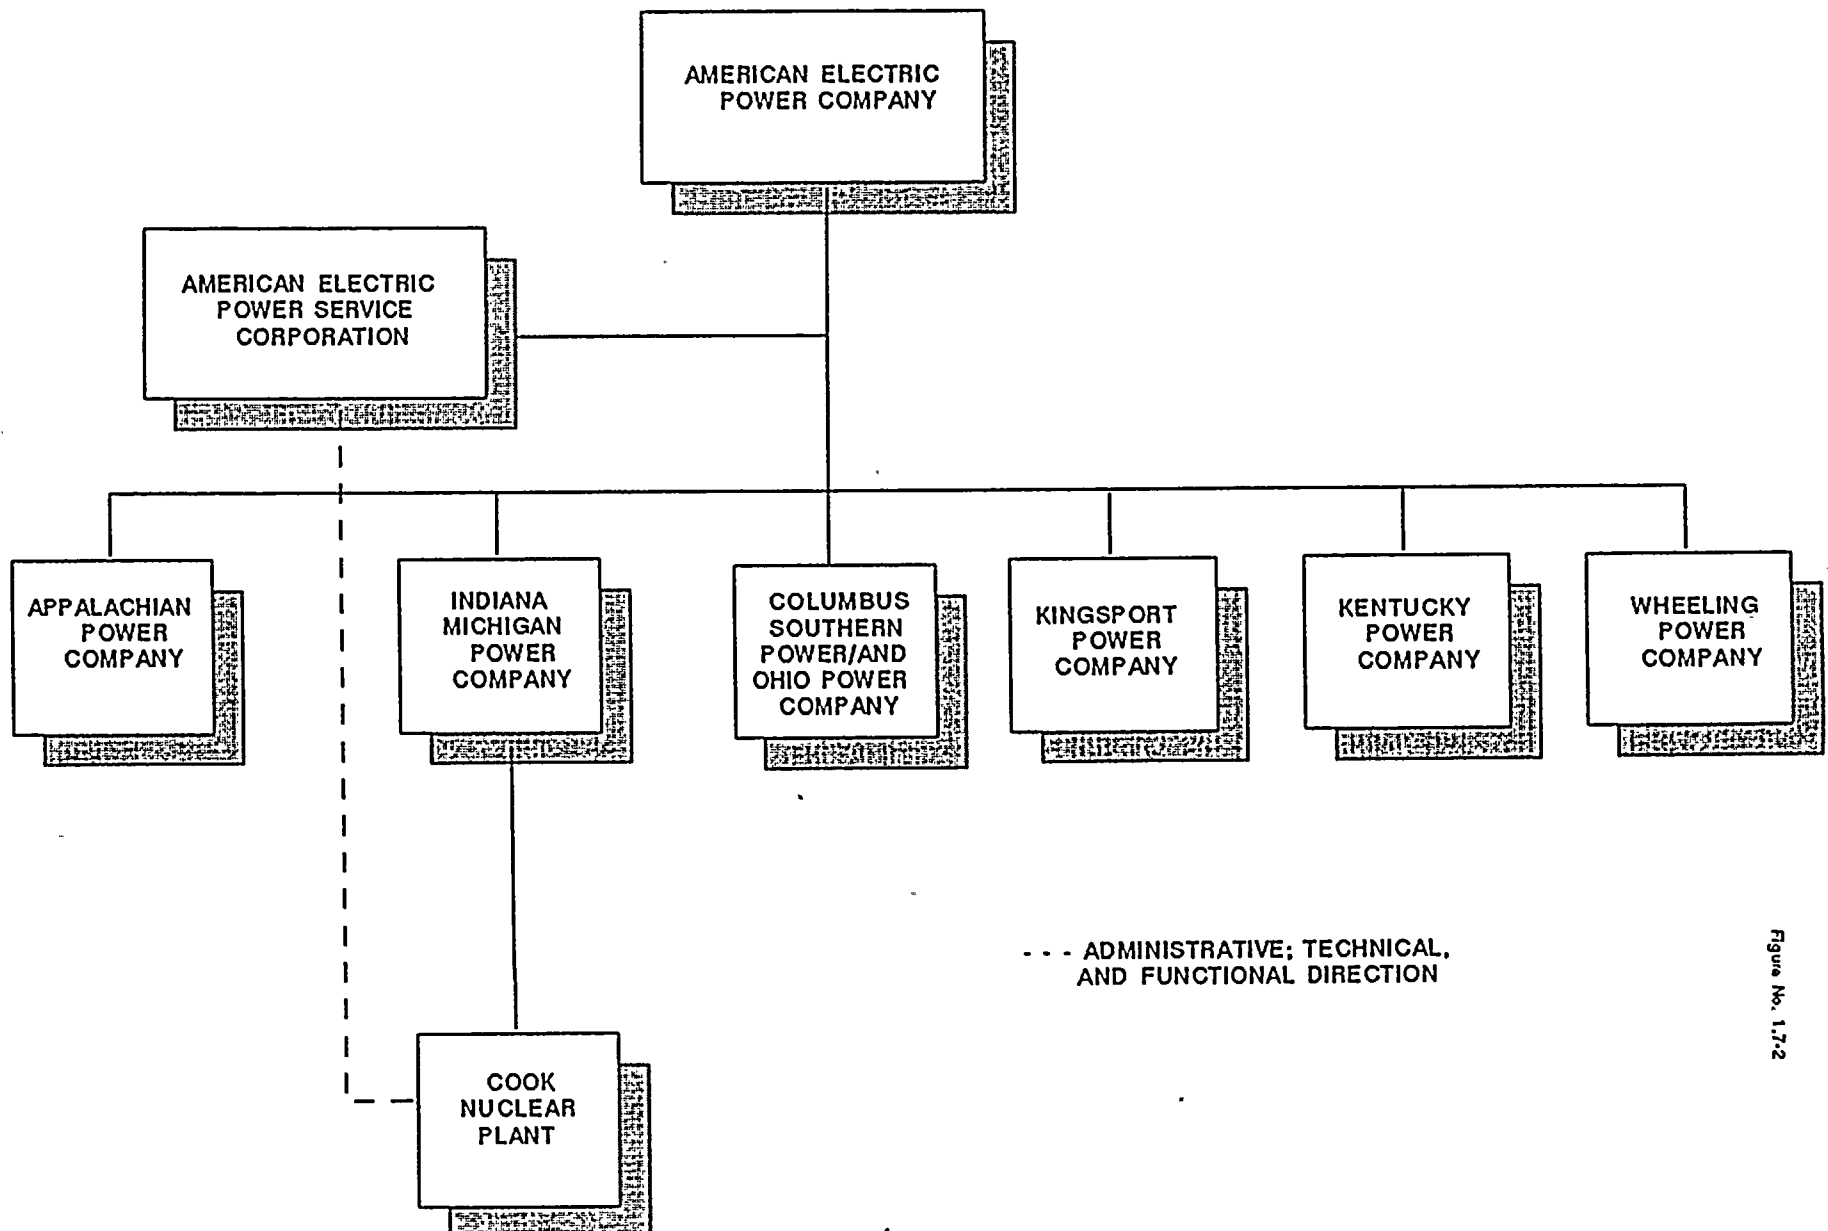 AMERICAN ELECTRIC
POWER COMPANY
AMERICAN ELECTRIC
POWER SERVICE
CORPORATION
APPALACHIAN
POWER
COMPANY
INDIANA
MICHIGAN
POWER
COMPANY
COLUMBUS
SOUTHERN
POWER/AND
OHIO POWER
COMPANY
KINGSPORT
POWER
COMPANY
KENTUCKY
POWER
COMPANY
WHEELING
POWER
COMPANY
COOK
NUCLEAR
PLANT
- - - ADMINISTRATIVE; TECHNICAL,
AND FUNCTIONAL DIRECTION
Figure No. 1.7-2